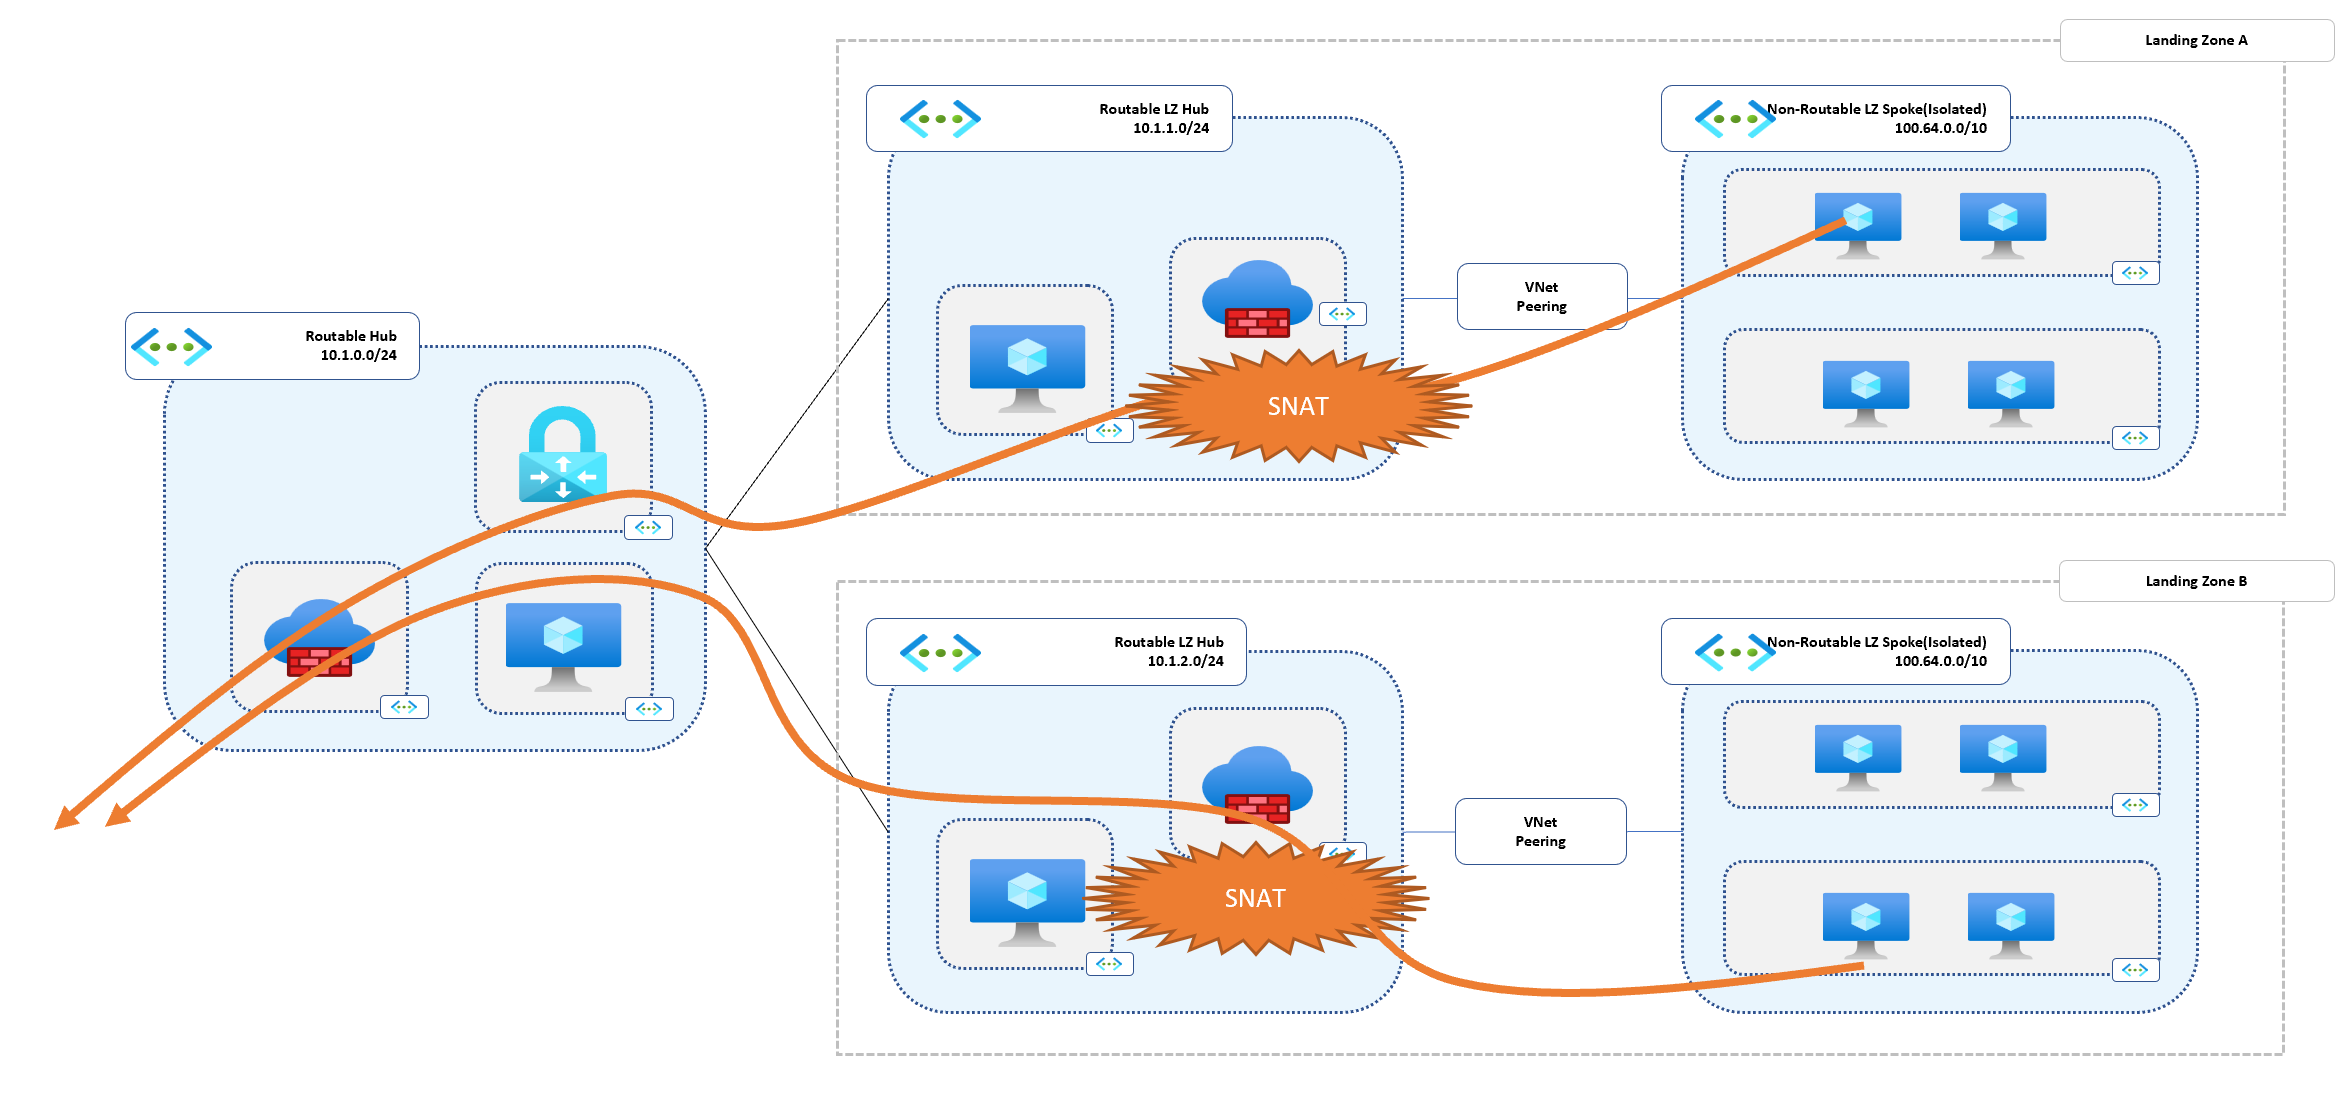 Landing Zone A
Routable LZ Hub
10.1.1.0/24
Non-Routable LZ Spoke(Isolated)
100.64.0.0/10
VNet
Peering
SNAT
Routable Hub
10.1.0.0/24
Landing Zone B
Routable LZ Hub
10.1.2.0/24
Non-Routable LZ Spoke(Isolated)
100.64.0.0/10
VNet
Peering
SNAT